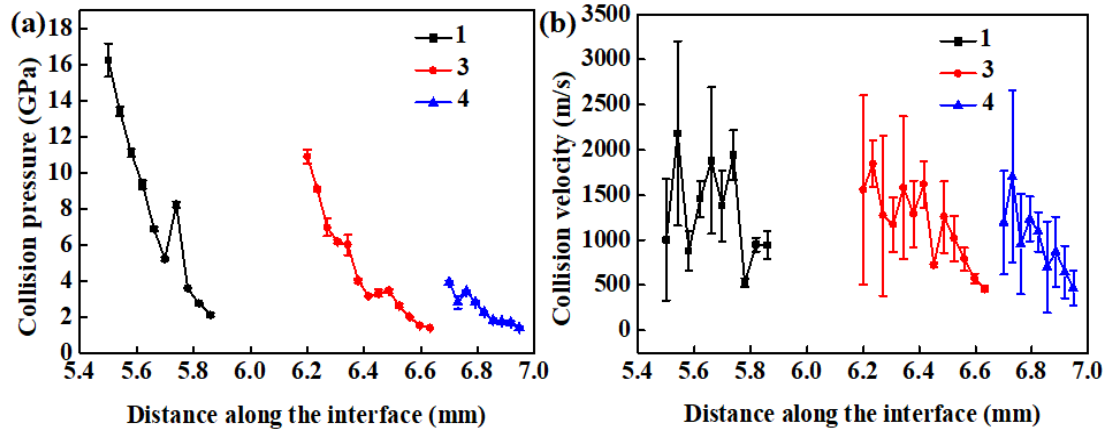 (a)
Collision pressure (GPa)
16
14
12
10
8
6
4
2
0
1
3
4
5.4 5.6 5.8 6.0 6.2 6.4 6.6 6.8 7.0
Distance along the interface (mm)
(b)
Collision velocity (m/s)
3500
3000
2500
2000
1500
1000
500
0
1
3
4
5.4 5.6 5.8 6.0 6.2 6.4 6.6 6.8 7.0
Distance along the interface (mm)